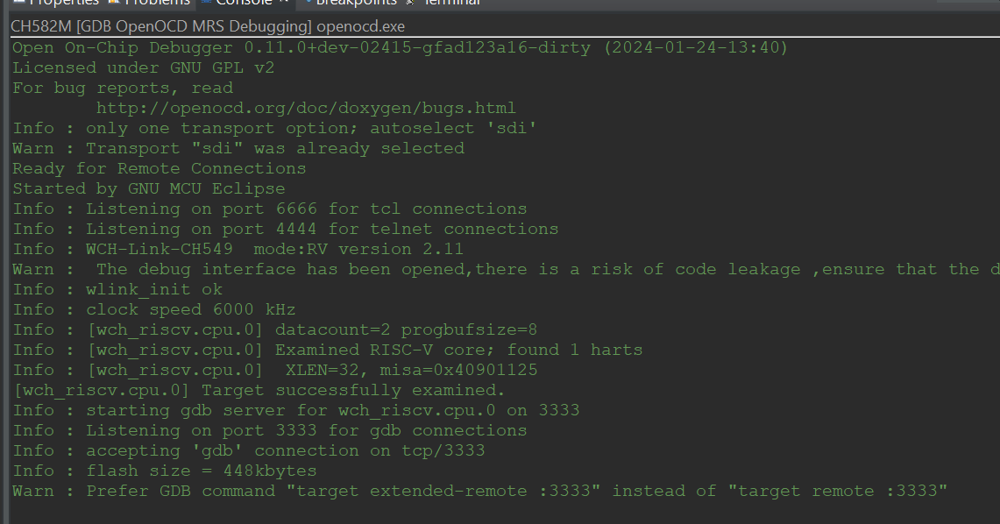 Properties Problems Console Breakpoints Terminal
CH582M [GDB OpenOCD MRS Debugging] openocd.exe
Open On-Chip Debugger 0.11.0+dev-02415-gfad123a16-dirty (2024-01-24-13:40)
Licensed under GNU GPL v2
For bug reports, read
http://openocd.org/doc/doxygen/bugs.html
Info : only one transport option; autoselect 'sdi'
Warn : Transport "sdi" was already selected
Ready for Remote Connections
Started by GNU MCU Eclipse
Info : Listening on port 6666 for tcl connections
Info : Listening on port 4444 for telnet connections
Info : WCH-Link-CH549  mode:RV version 2.11
Warn :  The debug interface has been opened,there is a risk of code leakage ,ensure that the d
Info : wlink_init ok
Info : clock speed 6000 kHz
Info : [wch_riscv.cpu.0] datacount=2 progbufsize=8
Info : [wch_riscv.cpu.0] Examined RISC-V core; found 1 harts
Info : [wch_riscv.cpu.0]  XLEN=32, misa=0x40901125
[wch_riscv.cpu.0] Target successfully examined.
Info : starting gdb server for wch_riscv.cpu.0 on 3333
Info : Listening on port 3333 for gdb connections
Info : accepting 'gdb' connection on tcp/3333
Info : flash size = 448kbytes
Warn : Prefer GDB command "target extended-remote :3333" instead of "target remote :3333"